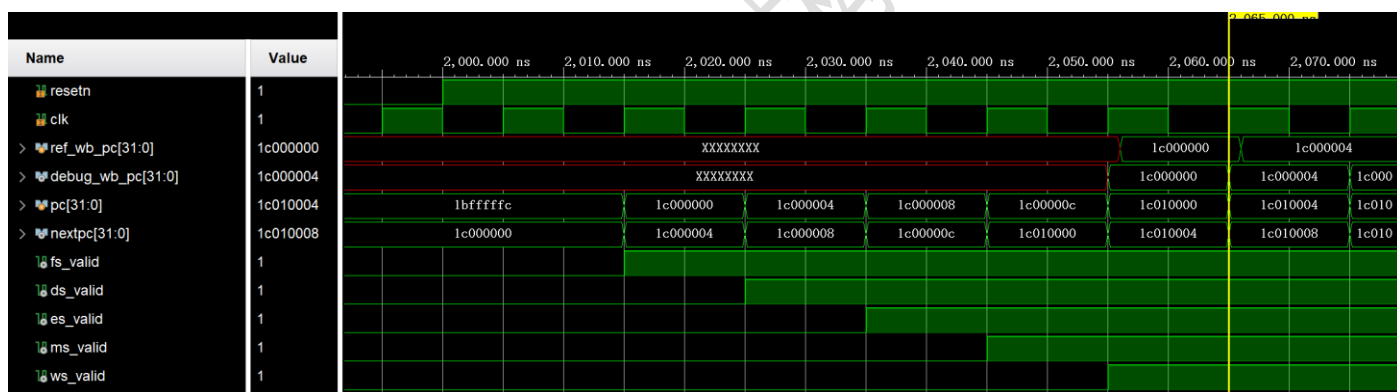 2,065.000 ns
Name Value 2,000.000 ns 2,010.000 ns 2,020.000 ns 2,030.000 ns 2,040.000 ns 2,050.000 ns 2,060.000 ns 2,070.000 ns
resetn 1
clk 1
ref_wb_pc[31:0] 1c000000 XXXXXXXX 1c000000 1c000004
debug_wb_pc[31:0] 1c000004 XXXXXXXX 1c000000 1c000004 1c000
pc[31:0] 1c010004 1bfffffc 1c000000 1c000004 1c000008 1c00000c 1c010000 1c010004 1c010
nextpc[31:0] 1c010008 1c000000 1c000004 1c000008 1c00000c 1c010000 1c010004 1c010008 1c010
fs_valid 1
ds_valid 1
es_valid 1
ms_valid 1
ws_valid 1